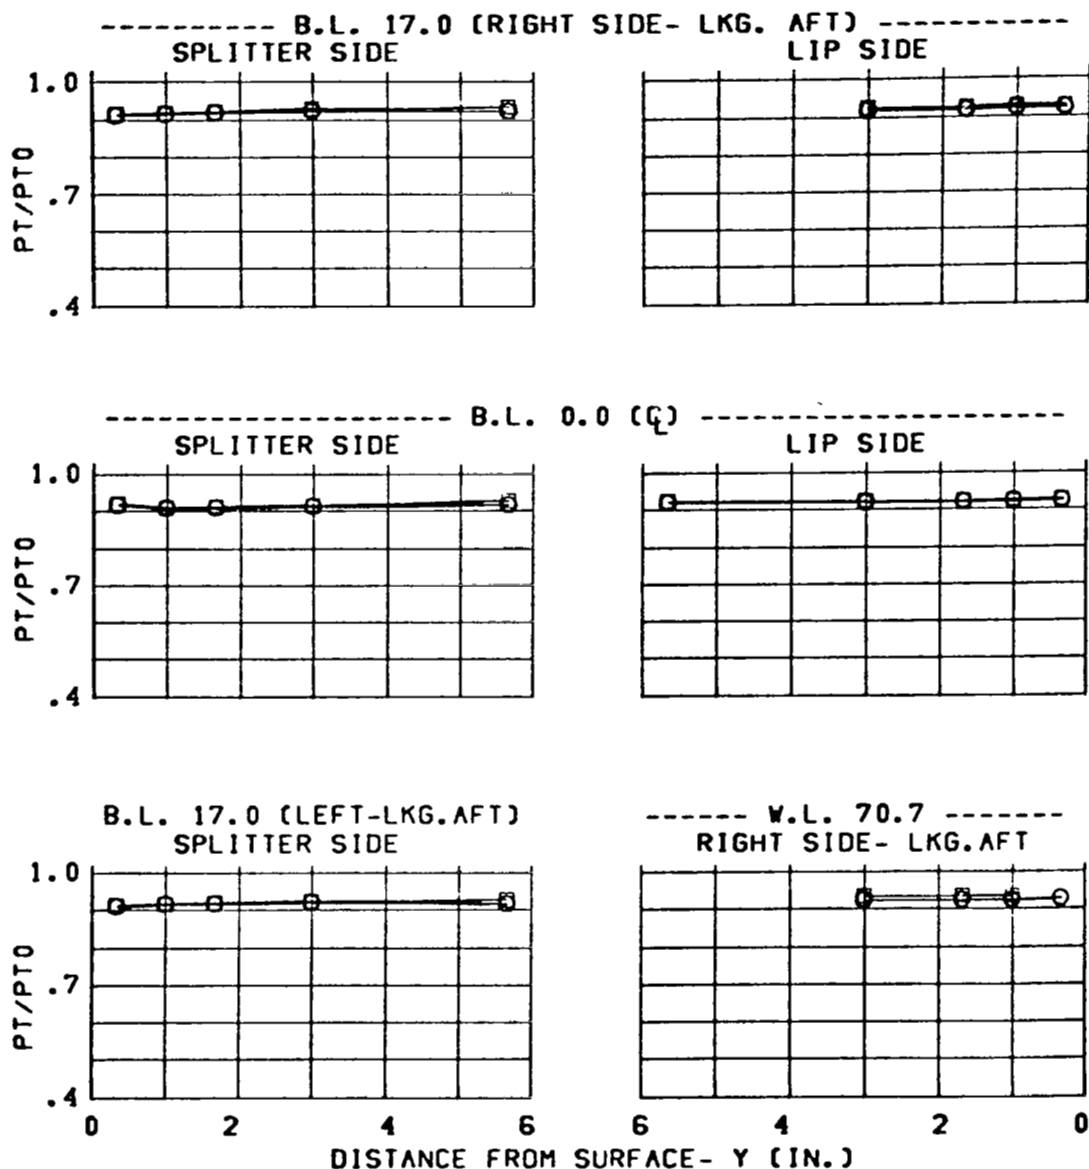 ---------- B.L. 17.0 (RIGHT SIDE- LKG. AFT) ----------
SPLITTER SIDE LIP SIDE
1.0
.7
.4
PT/PTO
-------------------- B.L. 0.0 (℄) --------------------
SPLITTER SIDE LIP SIDE
1.0
.7
.4
PT/PTO
B.L. 17.0 (LEFT-LKG.AFT) ------ W.L. 70.7 ------
SPLITTER SIDE RIGHT SIDE- LKG.AFT
1.0
.7
.4
PT/PTO
0 2 4 6 6 4 2 0
DISTANCE FROM SURFACE- Y (IN.)